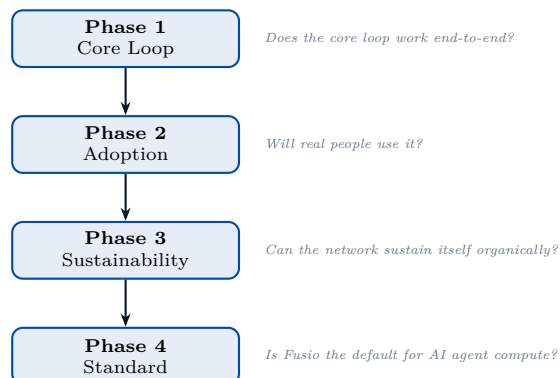 Phase 1
Core Loop
Does the core loop work end-to-end?
Phase 2
Adoption
Will real people use it?
Phase 3
Sustainability
Can the network sustain itself organically?
Phase 4
Standard
Is Fusio the default for AI agent compute?